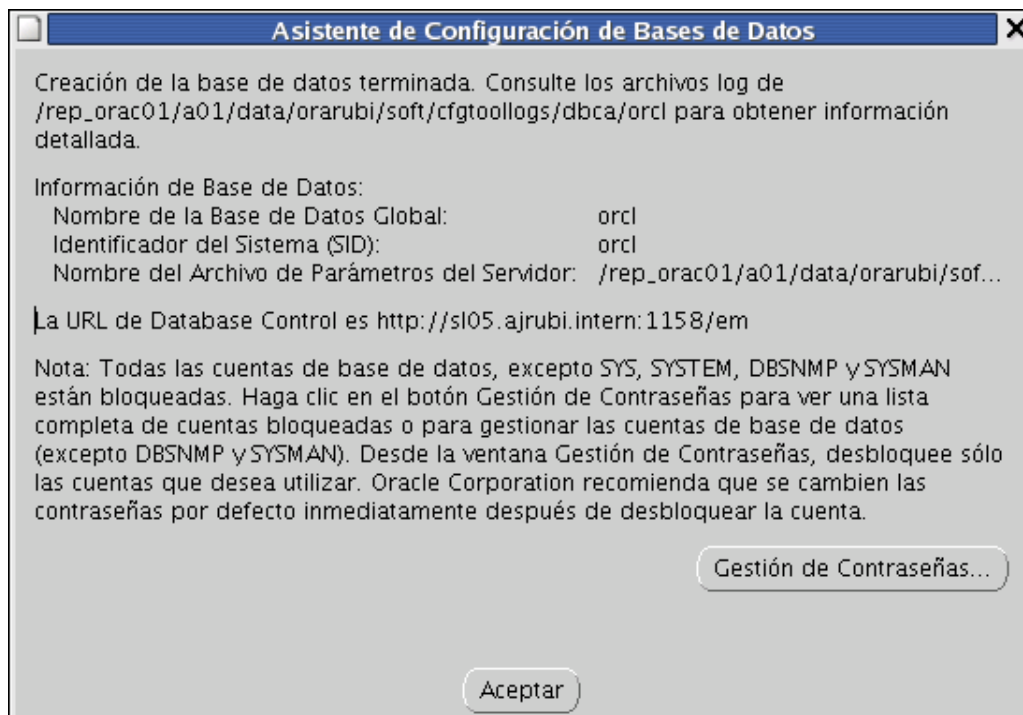 Asistente de Configuración de Bases de Datos
Creación de la base de datos terminada. Consulte los archivos log de
/rep_orac01/a01/data/orarubi/soft/cfgtoollogs/dbca/orcl para obtener información
detallada.
Información de Base de Datos:
Nombre de la Base de Datos Global: orcl
Identificador del Sistema (SID): orcl
Nombre del Archivo de Parámetros del Servidor: /rep_orac01/a01/data/orarubi/sof...
La URL de Database Control es http://sl05.ajrubi.intern:1158/em
Nota: Todas las cuentas de base de datos, excepto SYS, SYSTEM, DBSNMP y SYSMAN
están bloqueadas. Haga clic en el botón Gestión de Contraseñas para ver una lista
completa de cuentas bloqueadas o para gestionar las cuentas de base de datos
(excepto DBSNMP y SYSMAN). Desde la ventana Gestión de Contraseñas, desbloquee sólo
las cuentas que desea utilizar. Oracle Corporation recomienda que se cambien las
contraseñas por defecto inmediatamente después de desbloquear la cuenta.
Gestión de Contraseñas...
Aceptar